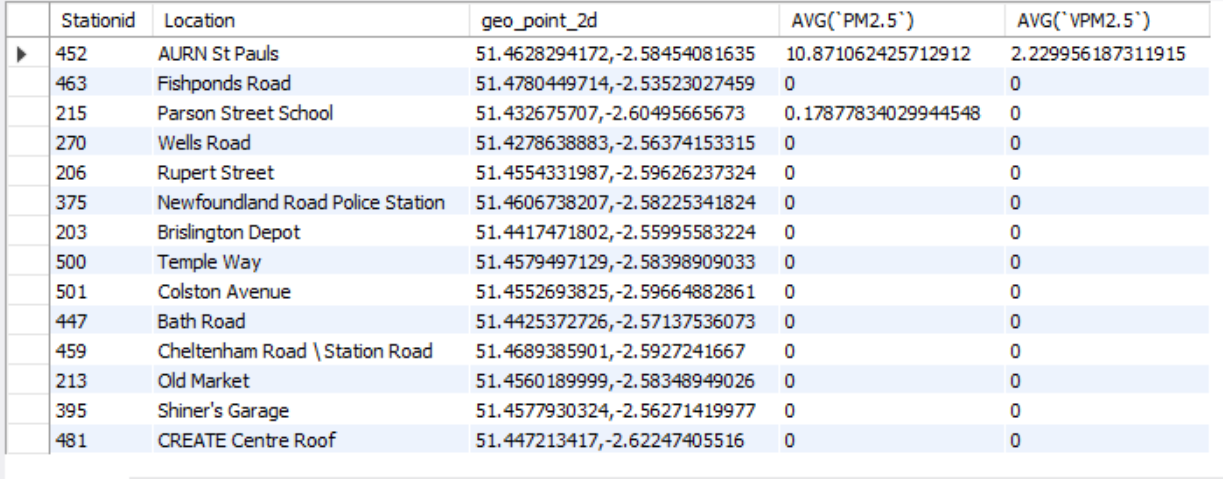 Stationid Location geo_point_2d AVG(`PM2.5`) AVG(`VPM2.5`)
452 AURN St Pauls 51.4628294172,-2.58454081635 10.871062425712912 2.229956187311915
463 Fishponds Road 51.4780449714,-2.53523027459 0 0
215 Parson Street School 51.432675707,-2.60495665673 0.17877834029944548 0
270 Wells Road 51.4278638883,-2.56374153315 0 0
206 Rupert Street 51.4554331987,-2.59626237324 0 0
375 Newfoundland Road Police Station 51.4606738207,-2.58225341824 0 0
203 Brislington Depot 51.4417471802,-2.55995583224 0 0
500 Temple Way 51.4579497129,-2.58398909033 0 0
501 Colston Avenue 51.4552693825,-2.59664882861 0 0
447 Bath Road 51.4425372726,-2.57137536073 0 0
459 Cheltenham Road \ Station Road 51.4689385901,-2.5927241667 0 0
213 Old Market 51.4560189999,-2.58348949026 0 0
395 Shiner's Garage 51.4577930324,-2.56271419977 0 0
481 CREATE Centre Roof 51.447213417,-2.62247405516 0 0